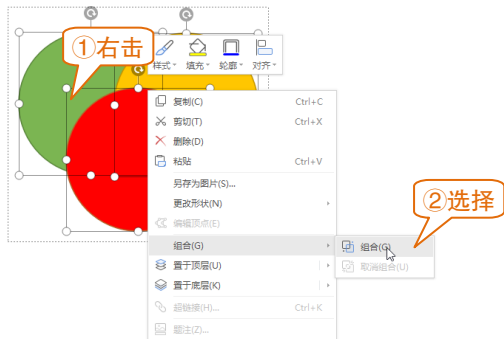 ①右击
样式 填充 轮廓 对齐
复制(C) Ctrl+C
剪切(T) Ctrl+X
删除(D)
粘贴 Ctrl+V
另存为图片(S)...
更改形状(N)
编辑顶点(E)
②选择
组合(G) 组合(G)
置于顶层(U) 取消组合(U)
置于底层(K)
超链接(H)... Ctrl+K
题注(Z)...